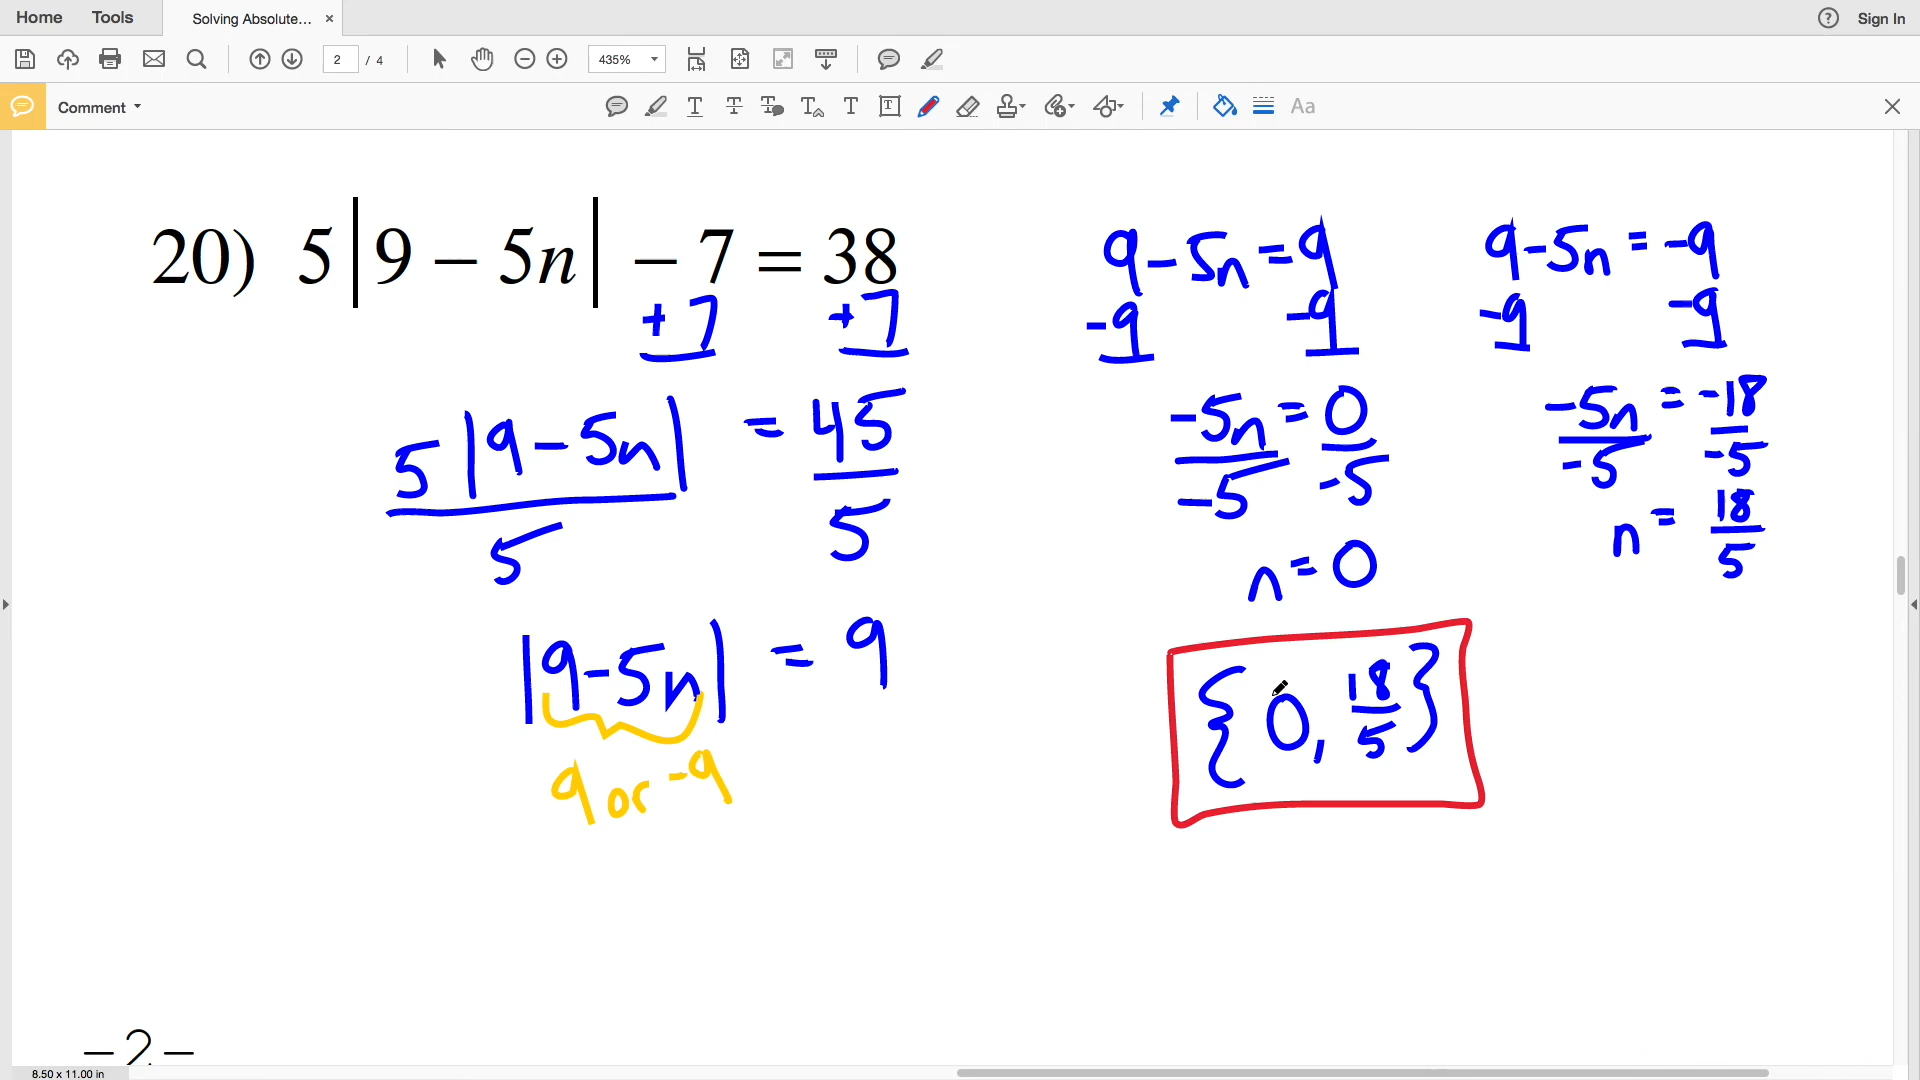 Home Tools Solving Absolute... × ? Sign In
2 / 4 435%
Comment Aa
20) 5|9 − 5n| − 7 = 38
+7 +7
5|9-5n| = 45
5 5
|9-5n| = 9
9 or -9
9-5n=9
-9 -9
-5n=0
-5 -5
n=0
9-5n=-9
-9 -9
-5n=-18
-5 -5
n= 18
5
{0, 18/5}
-2-
8.50 x 11.00 in